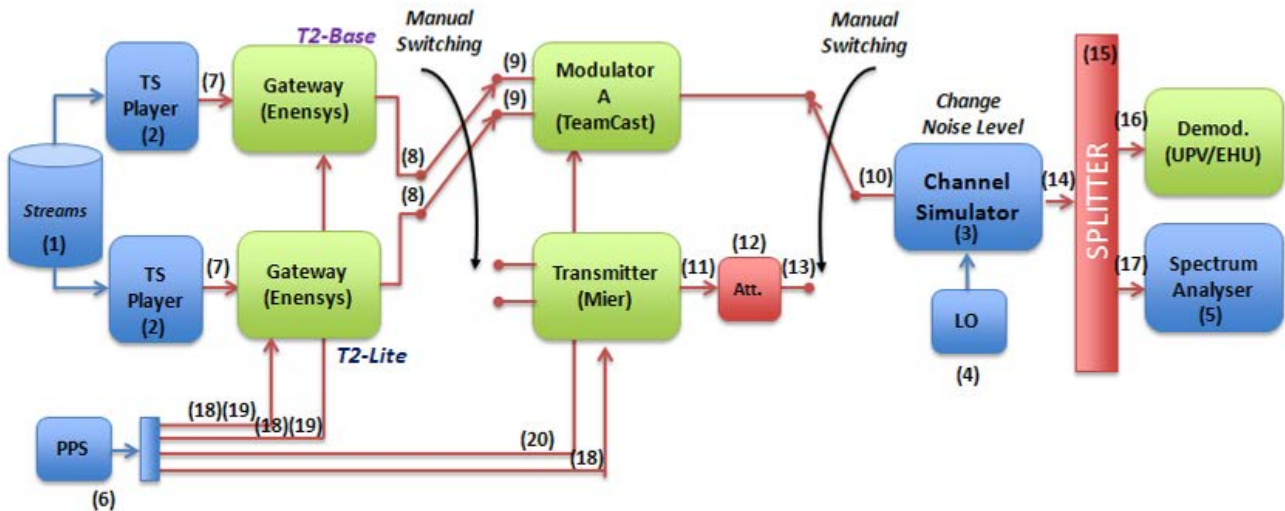 Manual
Switching
Manual
Switching
T2-Base
TS
Player
(2)
(7)
Gateway
(Enensys)
(9)
(9)
(8)
(8)
Modulator
A
(TeamCast)
Change
Noise Level
(15)
SPLITTER
(16)
Demod.
(UPV/EHU)
Streams
(1)
(10)
Channel
Simulator
(3)
(14)
TS
Player
(2)
(7)
Gateway
(Enensys)
T2-Lite
Transmitter
(Mier)
(11)
(12)
Att.
(13)
(17)
Spectrum
Analyser
(5)
LO
(4)
PPS
(6)
(18)(19)
(18)(19)
(20)
(18)